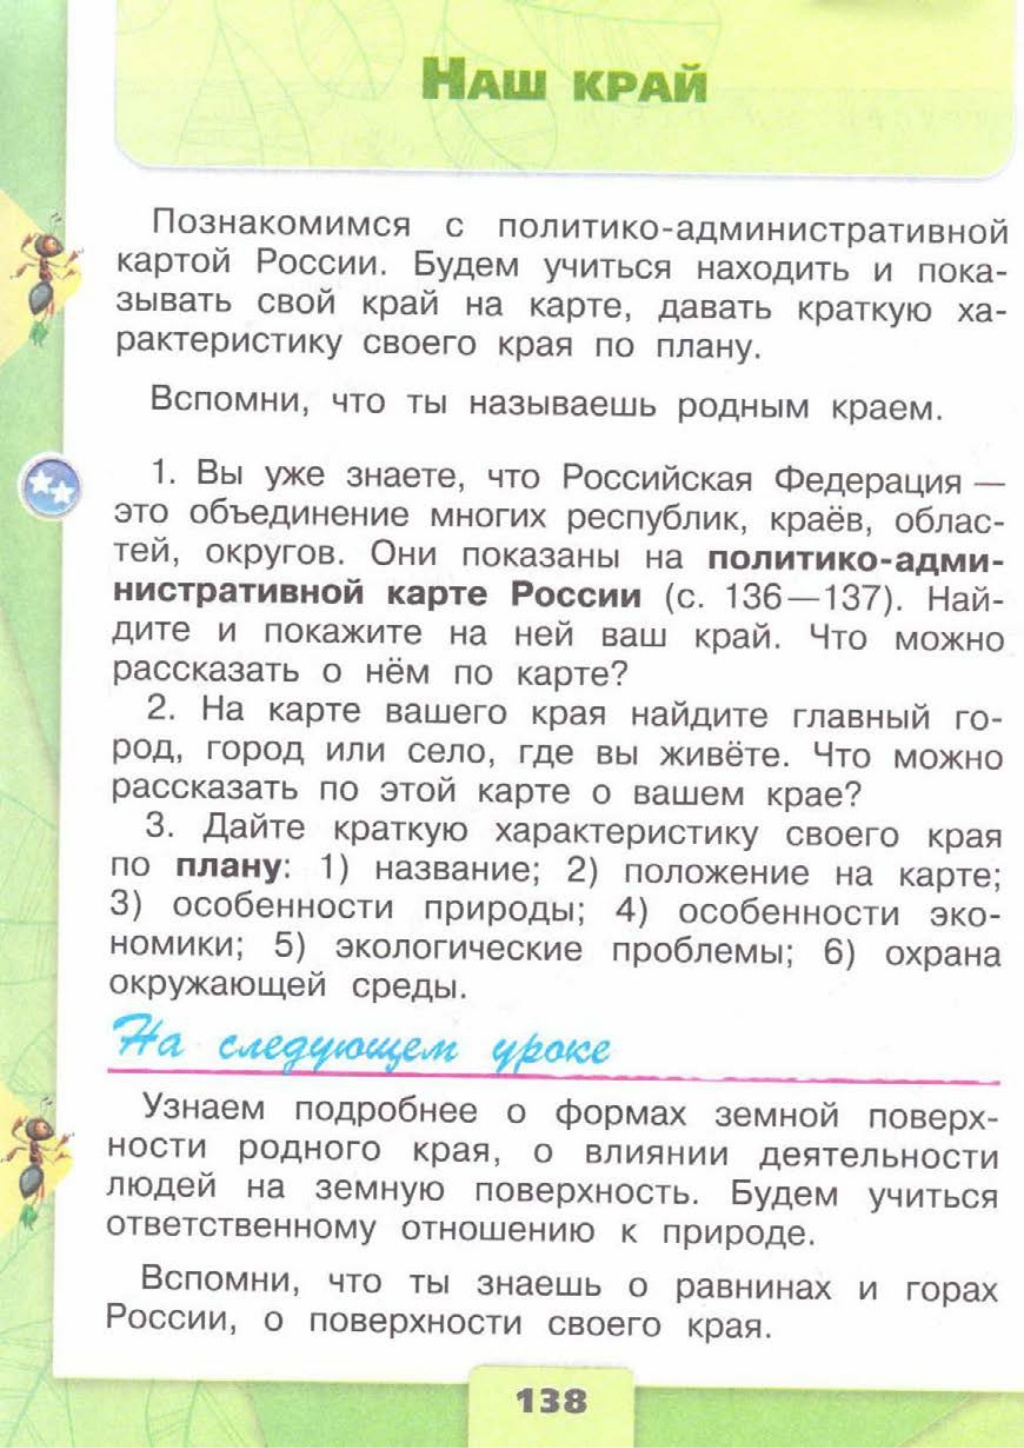 Наш край
Познакомимся с политико-административной
картой России. Будем учиться находить и пока-
зывать свой край на карте, давать краткую ха-
рактеристику своего края по плану.
Вспомни, что ты называешь родным краем.
1. Вы уже знаете, что Российская Федерация —
это объединение многих республик, краёв, облас-
тей, округов. Они показаны на политико-адми-
нистративной карте России (с. 136—137). Най-
дите и покажите на ней ваш край. Что можно
рассказать о нём по карте?
2. На карте вашего края найдите главный го-
род, город или село, где вы живёте. Что можно
рассказать по этой карте о вашем крае?
3. Дайте краткую характеристику своего края
по плану: 1) название; 2) положение на карте;
3) особенности природы; 4) особенности эко-
номики; 5) экологические проблемы; 6) охрана
окружающей среды.
На следующем уроке
Узнаем подробнее о формах земной поверх-
ности родного края, о влиянии деятельности
людей на земную поверхность. Будем учиться
ответственному отношению к природе.
Вспомни, что ты знаешь о равнинах и горах
России, о поверхности своего края.
138